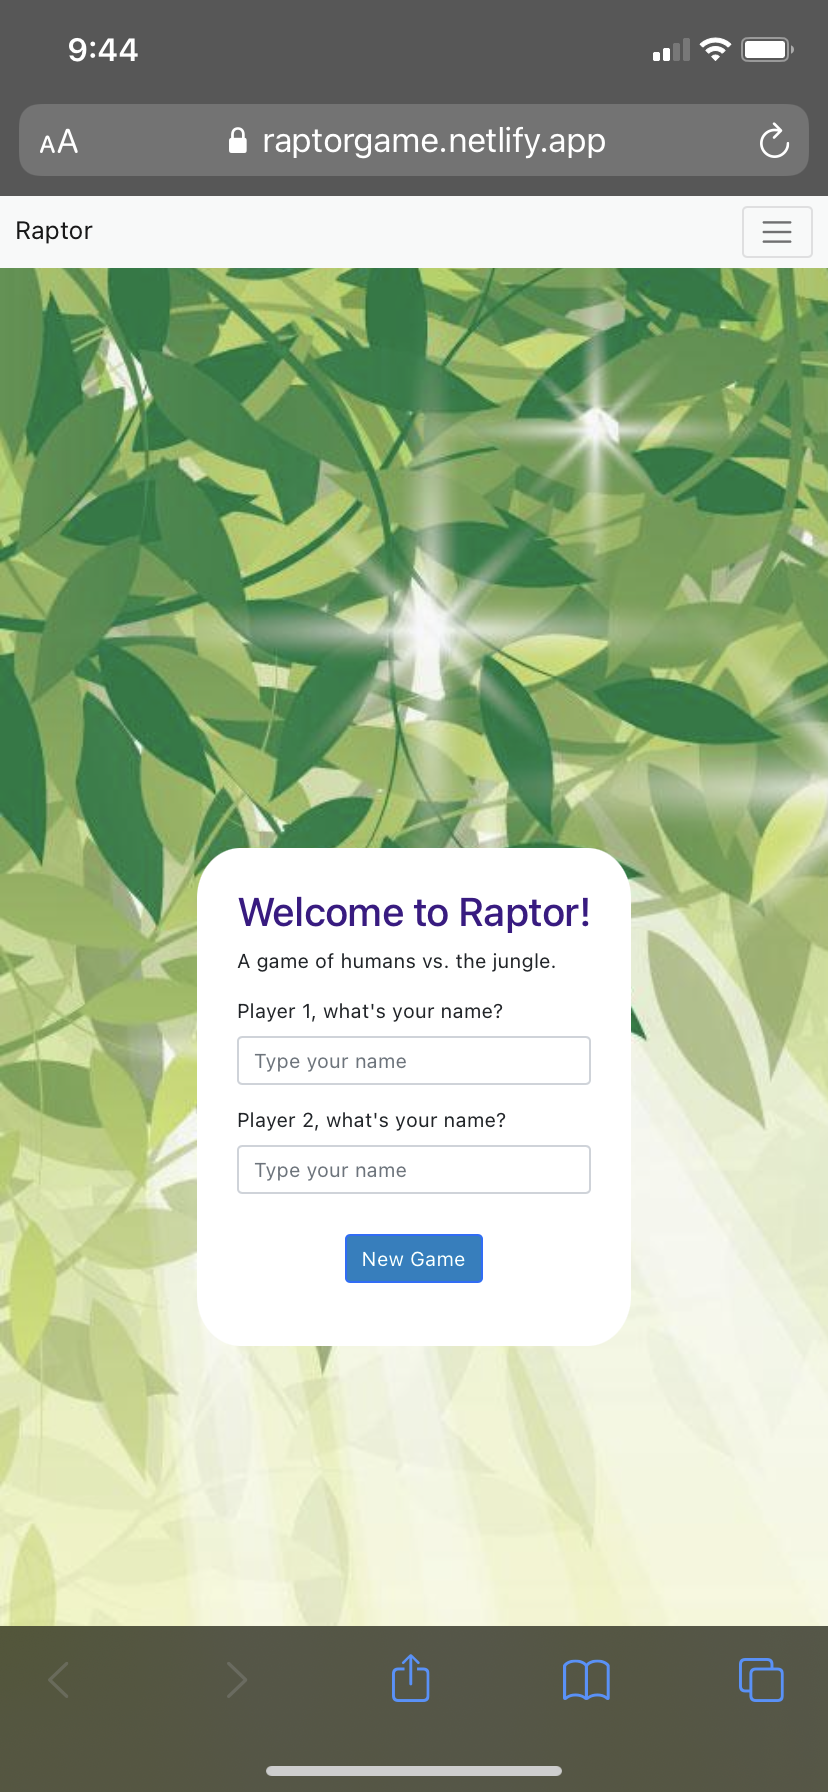 9:44
AA raptorgame.netlify.app
Raptor
Welcome to Raptor!
A game of humans vs. the jungle.
Player 1, what's your name?
Type your name
Player 2, what's your name?
Type your name
New Game